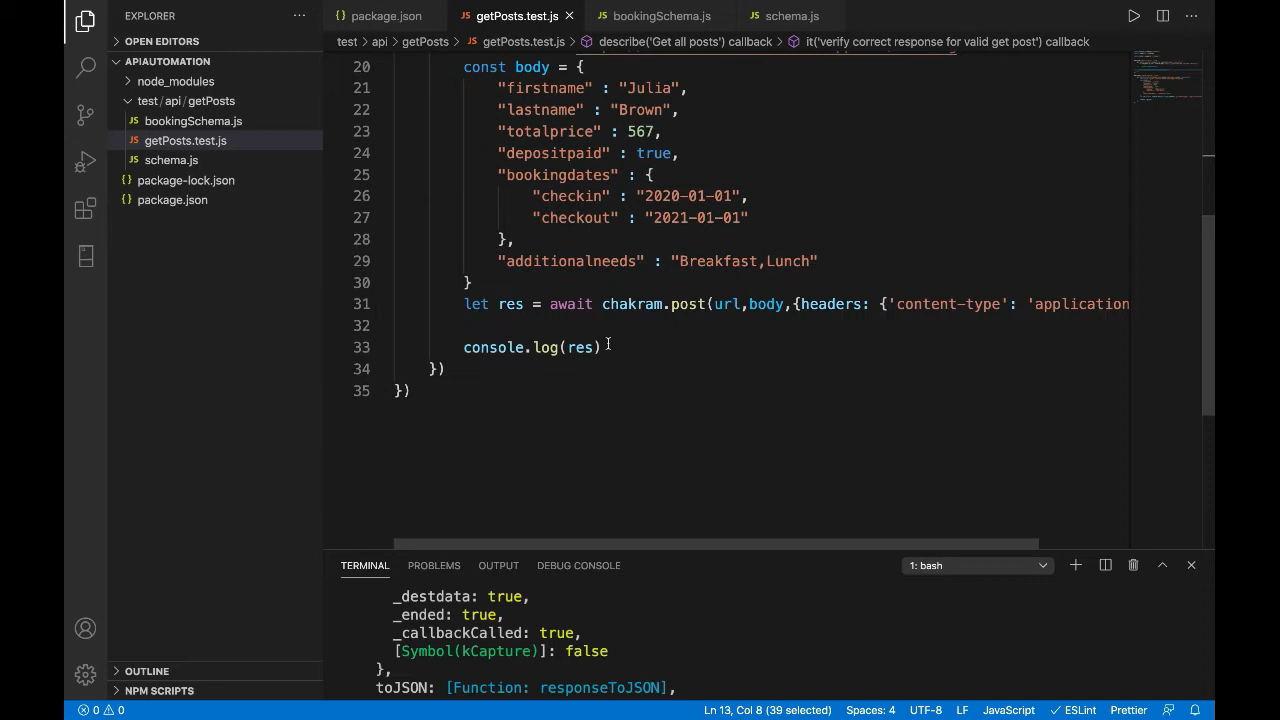 EXPLORER
package.json
getPosts.test.js
bookingSchema.js
schema.js
OPEN EDITORS
test > api > getPosts > getPosts.test.js > describe('Get all posts') callback > it('verify correct response for valid get post') callback
APIAUTOMATION
node_modules
test / api / getPosts
bookingSchema.js
getPosts.test.js
schema.js
package-lock.json
package.json
20 const body = {
21 "firstname" : "Julia",
22 "lastname" : "Brown",
23 "totalprice" : 567,
24 "depositpaid" : true,
25 "bookingdates" : {
26 "checkin" : "2020-01-01",
27 "checkout" : "2021-01-01"
28 },
29 "additionalneeds" : "Breakfast,Lunch"
30 }
31 let res = await chakram.post(url,body,{headers: {'content-type': 'application
32
33 console.log(res)
34 })
35 })
TERMINAL PROBLEMS OUTPUT DEBUG CONSOLE 1: bash
_destdata: true,
_ended: true,
_callbackCalled: true,
[Symbol(kCapture)]: false
},
toJSON: [Function: responseToJSON],
OUTLINE
NPM SCRIPTS
0 0 Ln 13, Col 8 (39 selected) Spaces: 4 UTF-8 LF JavaScript ESLint Prettier